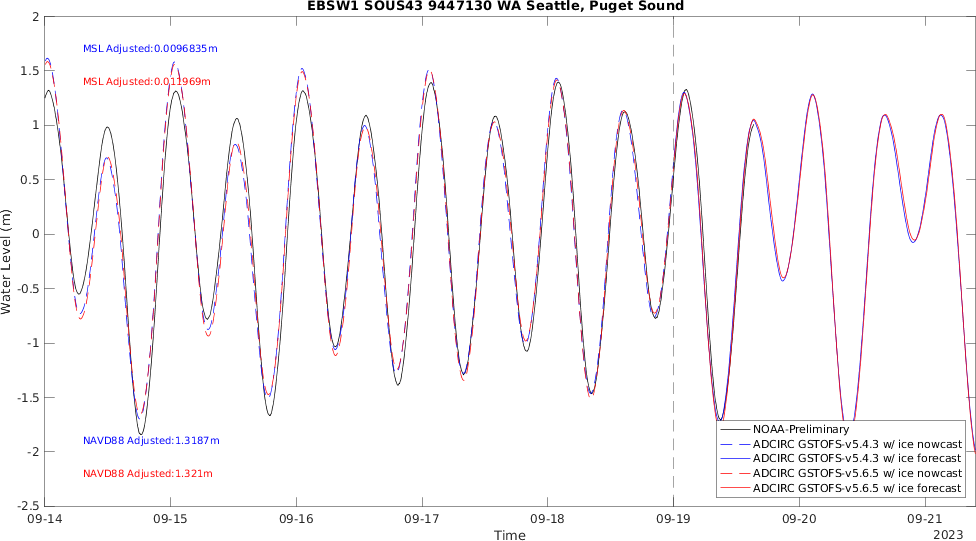 EBSW1 SOUS43 9447130 WA Seattle, Puget Sound
MSL Adjusted:0.0096835m
MSL Adjusted:0.011969m
NAVD88 Adjusted:1.3187m
NAVD88 Adjusted:1.321m
Water Level (m)
2
1.5
1
0.5
0
-0.5
-1
-1.5
-2
-2.5
NOAA-Preliminary
ADCIRC GSTOFS-v5.4.3 w/ ice nowcast
ADCIRC GSTOFS-v5.4.3 w/ ice forecast
ADCIRC GSTOFS-v5.6.5 w/ ice nowcast
ADCIRC GSTOFS-v5.6.5 w/ ice forecast
09-14 09-15 09-16 09-17 09-18 09-19 09-20 09-21
Time
2023